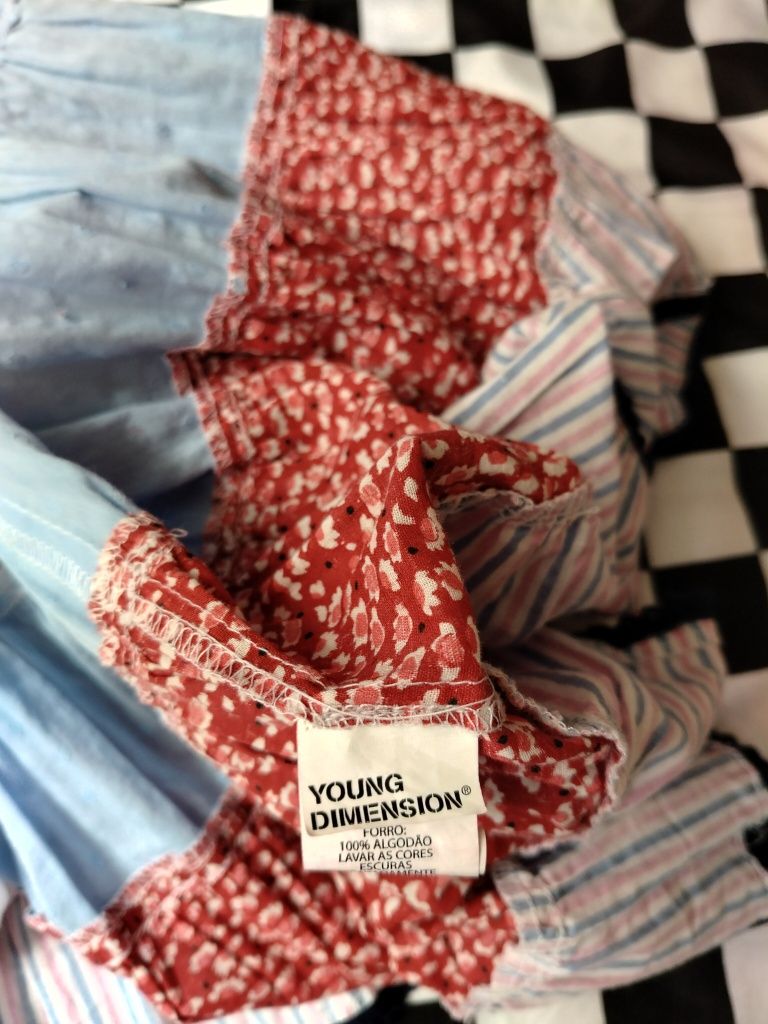 YOUNG
DIMENSION®
FORRO:
100% ALGODÃO
LAVAR AS CORES
ESCURAS